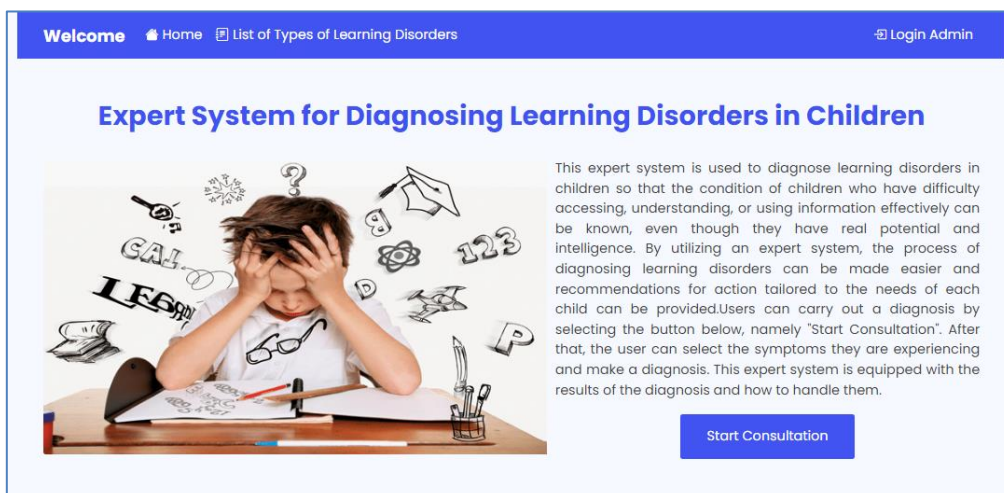 Welcome Home List of Types of Learning Disorders Login Admin
Expert System for Diagnosing Learning Disorders in Children
This expert system is used to diagnose learning disorders in
children so that the condition of children who have difficulty
accessing, understanding, or using information effectively can
be known, even though they have real potential and
intelligence. By utilizing an expert system, the process of
diagnosing learning disorders can be made easier and
recommendations for action tailored to the needs of each
child can be provided.Users can carry out a diagnosis by
selecting the button below, namely "Start Consultation". After
that, the user can select the symptoms they are experiencing
and make a diagnosis. This expert system is equipped with the
results of the diagnosis and how to handle them.
Start Consultation
?
B
123
CAL
LEARN
D
P